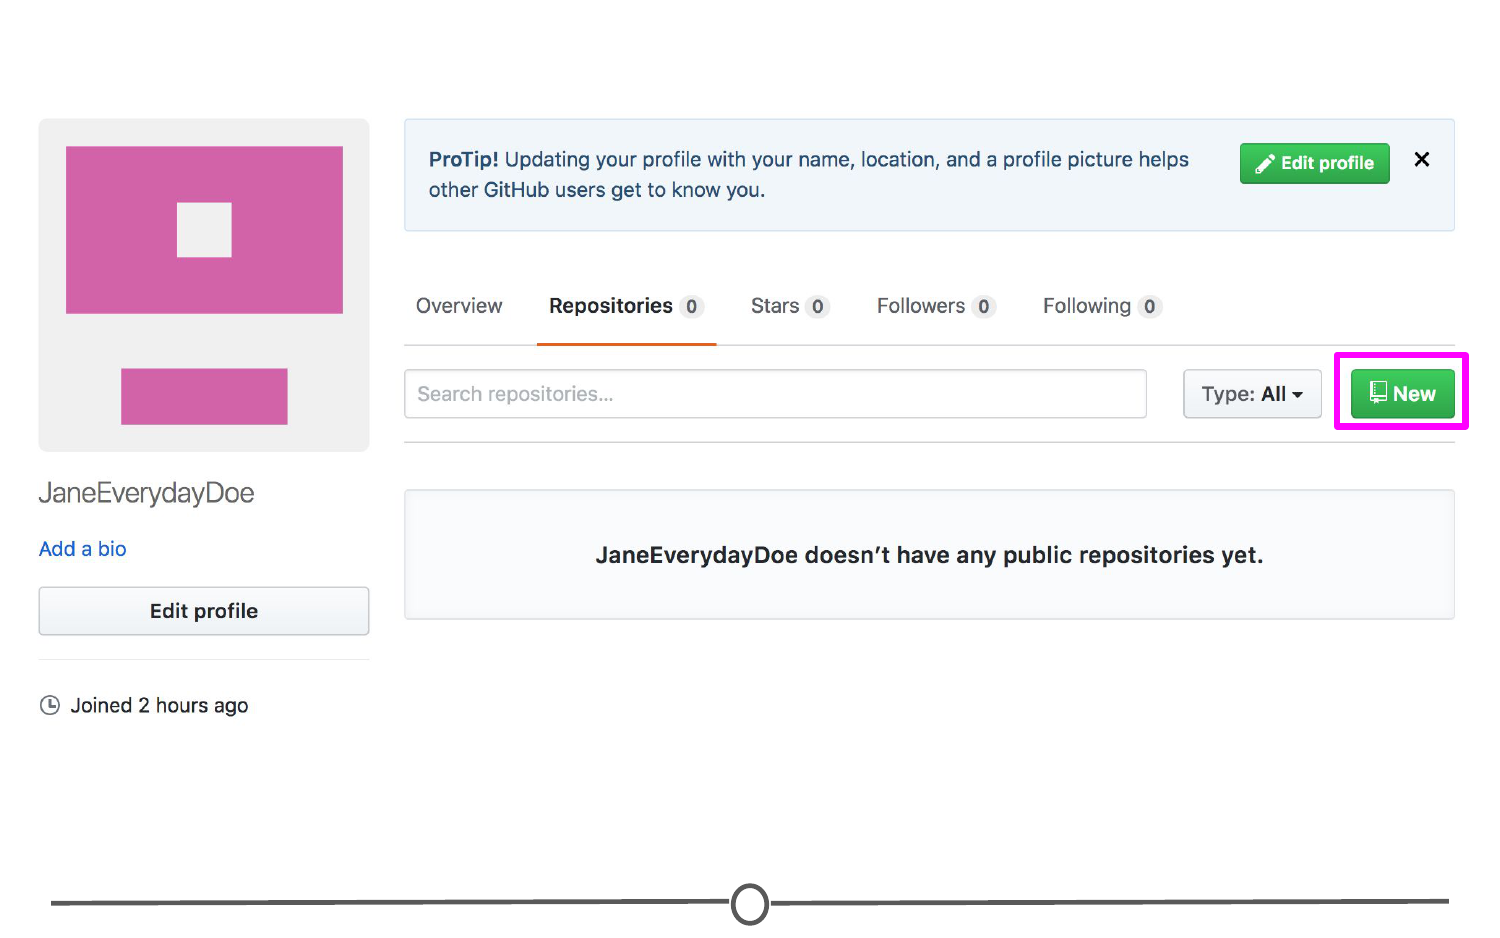 ProTip! Updating your profile with your name, location, and a profile picture helps
other GitHub users get to know you.
Edit profile
Overview
Repositories 0
Stars 0
Followers 0
Following 0
Search repositories...
Type: All
New
JaneEverydayDoe
Add a bio
Edit profile
Joined 2 hours ago
JaneEverydayDoe doesn’t have any public repositories yet.